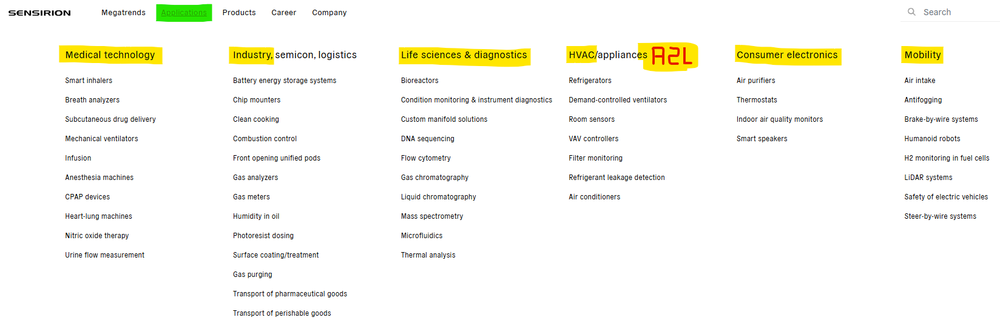 SENSIRION
Megatrends
Applications
Products
Career
Company
Search
Medical technology
Smart inhalers
Breath analyzers
Subcutaneous drug delivery
Mechanical ventilators
Infusion
Anesthesia machines
CPAP devices
Heart-lung machines
Nitric oxide therapy
Urine flow measurement
Industry, semicon, logistics
Battery energy storage systems
Chip mounters
Clean cooking
Combustion control
Front opening unified pods
Gas analyzers
Gas meters
Humidity in oil
Photoresist dosing
Surface coating/treatment
Gas purging
Transport of pharmaceutical goods
Transport of perishable goods
Life sciences & diagnostics
Bioreactors
Condition monitoring & instrument diagnostics
Custom manifold solutions
DNA sequencing
Flow cytometry
Gas chromatography
Liquid chromatography
Mass spectrometry
Microfluidics
Thermal analysis
HVAC/appliances A2L
Refrigerators
Demand-controlled ventilators
Room sensors
VAV controllers
Filter monitoring
Refrigerant leakage detection
Air conditioners
Consumer electronics
Air purifiers
Thermostats
Indoor air quality monitors
Smart speakers
Mobility
Air intake
Antifogging
Brake-by-wire systems
Humanoid robots
H2 monitoring in fuel cells
LiDAR systems
Safety of electric vehicles
Steer-by-wire systems